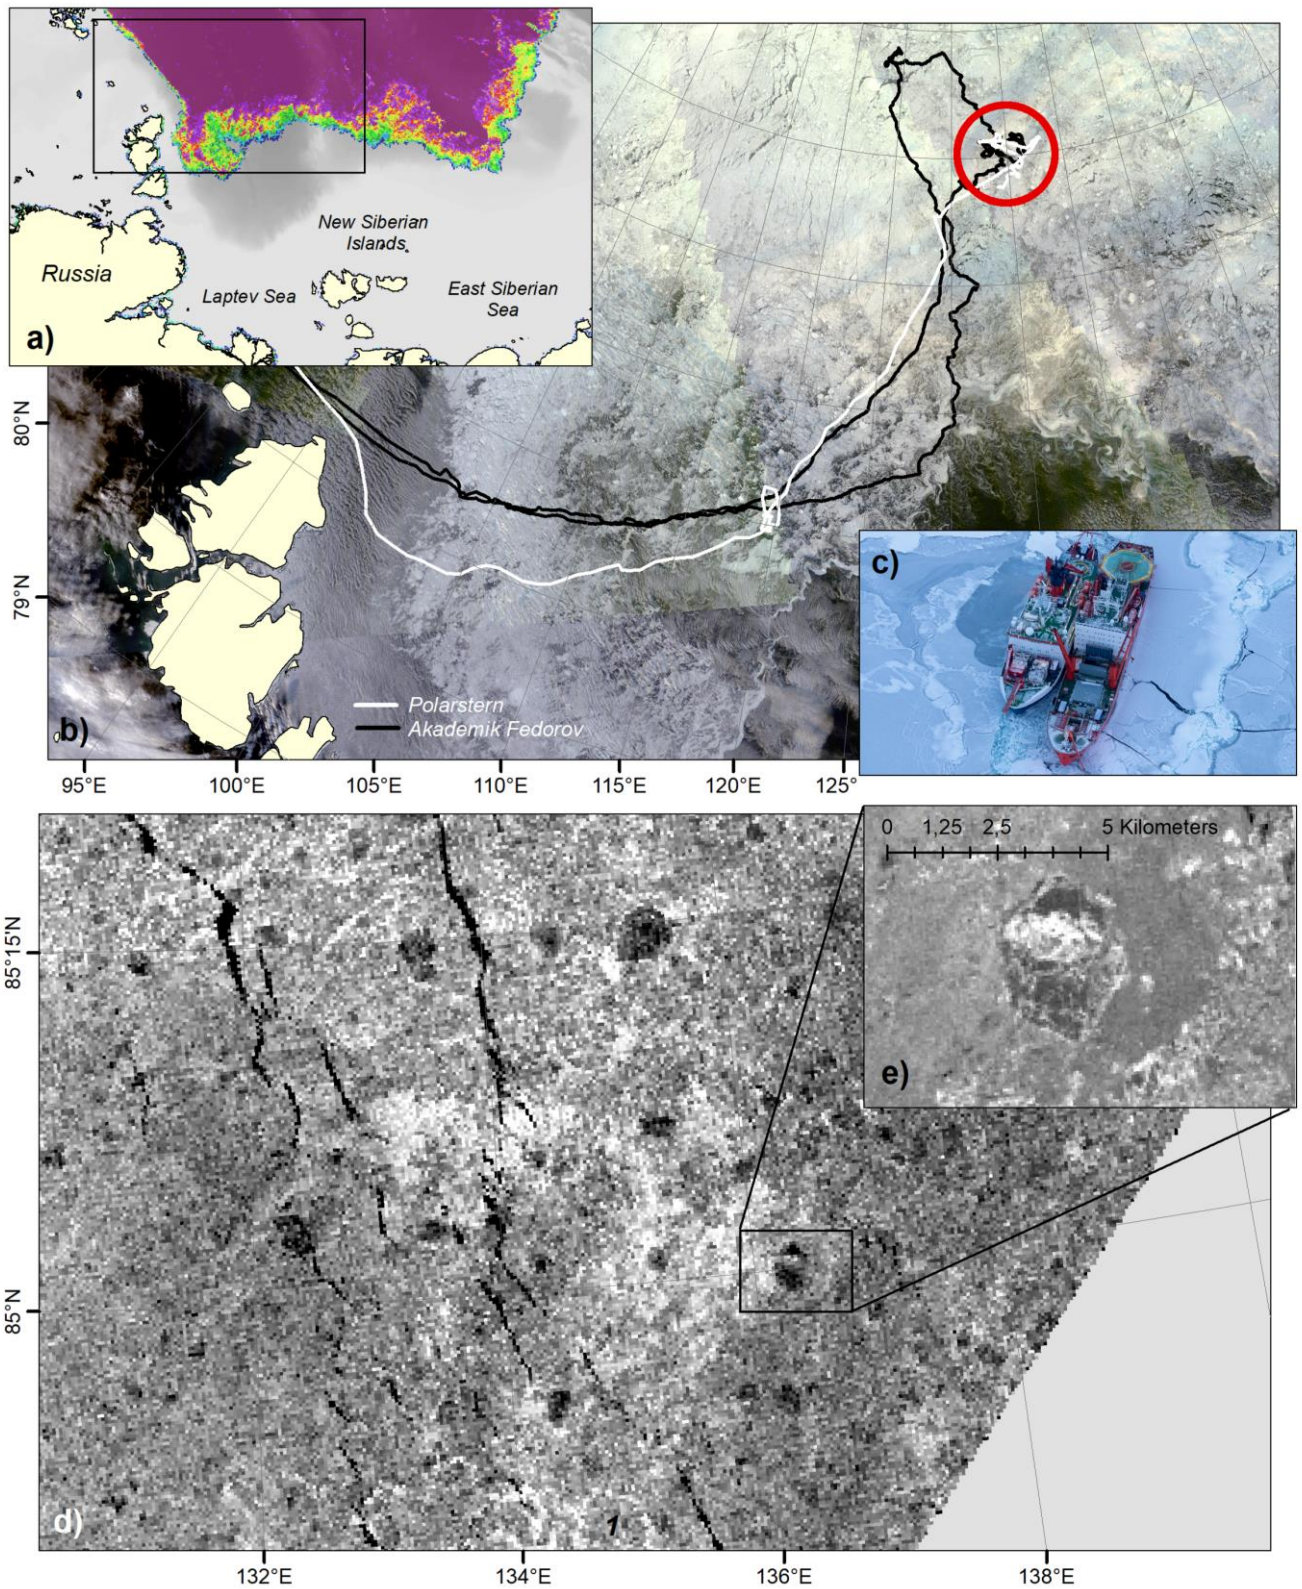 Russia
New Siberian
Islands
Laptev Sea
East Siberian
Sea
a)
80°N
79°N
c)
Polarstern
Akademik Fedorov
b)
95°E 100°E 105°E 110°E 115°E 120°E 125°
0 1,25 2,5 5 Kilometers
e)
85°15'N
85°N
d)
1
132°E 134°E 136°E 138°E